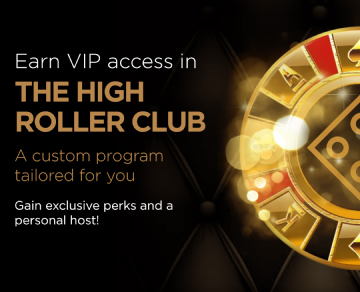 Earn VIP access in
THE HIGH
ROLLER CLUB
A custom program
tailored for you
Gain exclusive perks and a
personal host!